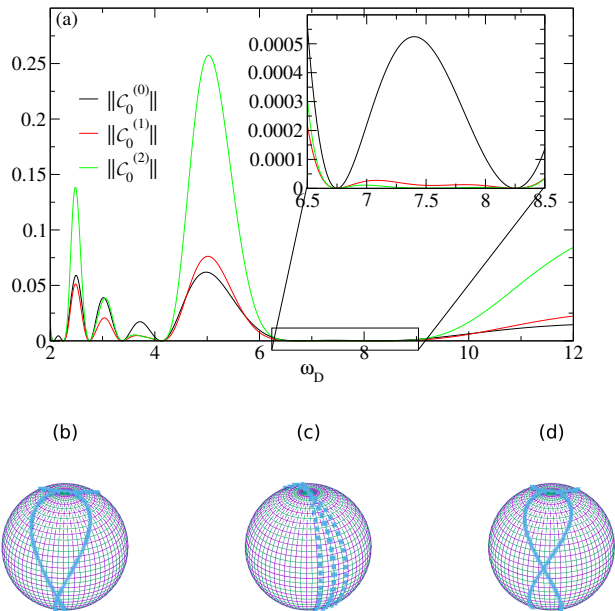 (a)
0.25
0.2
0.15
0.1
0.05
0
||𝒞₀⁽⁰⁾||
||𝒞₀⁽¹⁾||
||𝒞₀⁽²⁾||
0.0005
0.0004
0.0003
0.0002
0.0001
0
6.5 7 7.5 8 8.5
2 4 6 8 10 12
ω_D
(b) (c) (d)